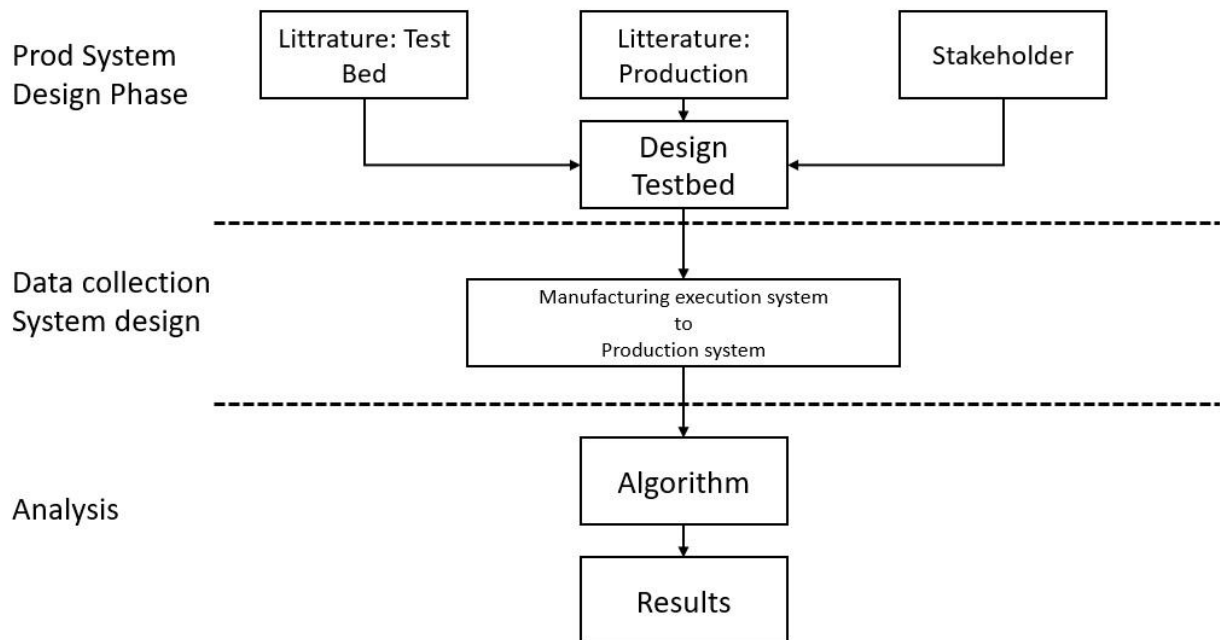 Prod System
Design Phase
Littrature: Test
Bed
Litterature:
Production
Stakeholder
Design
Testbed
Data collection
System design
Manufacturing execution system
to
Production system
Analysis
Algorithm
Results